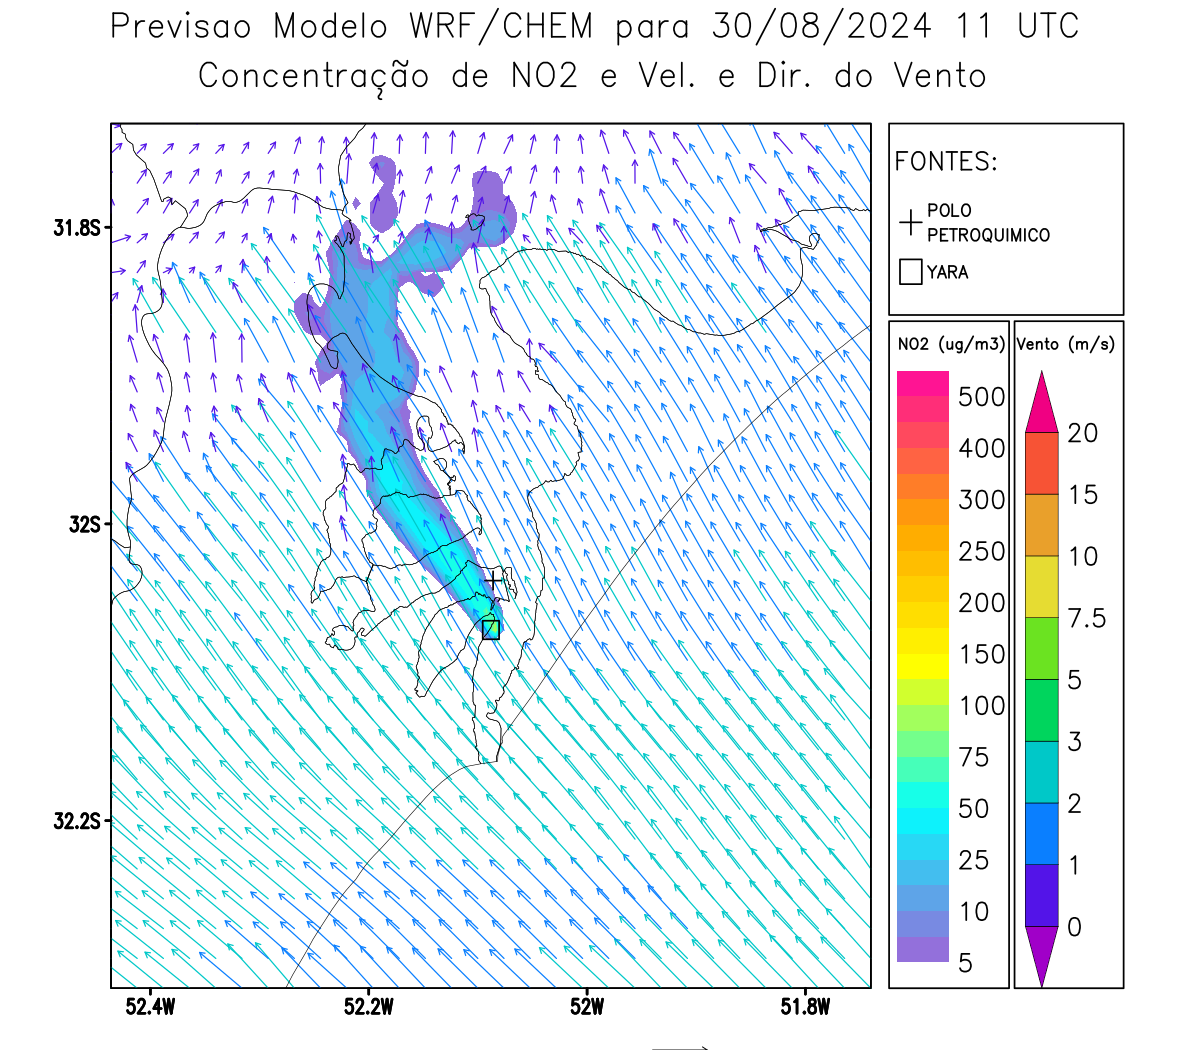 Previsao Modelo WRF/CHEM para 30/08/2024 11 UTC
Concentração de NO2 e Vel. e Dir. do Vento
FONTES:
POLO
PETROQUIMICO
YARA
31.8S
32S
32.2S
52.4W
52.2W
52W
51.8W
NO2 (ug/m3)
500
400
300
250
200
150
100
75
50
25
10
5
Vento (m/s)
20
15
10
7.5
5
3
2
1
0